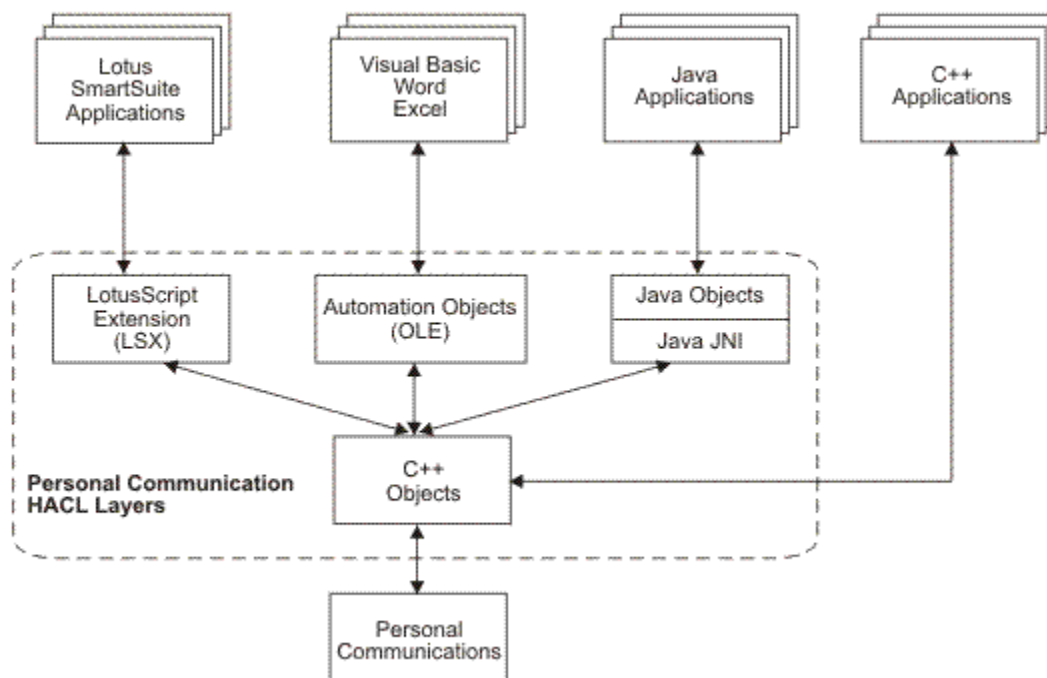 Lotus
SmartSuite
Applications
Visual Basic
Word
Excel
Java
Applications
C++
Applications
LotusScript
Extension
(LSX)
Automation Objects
(OLE)
Java Objects
Java JNI
C++
Objects
Personal Communication
HACL Layers
Personal
Communications